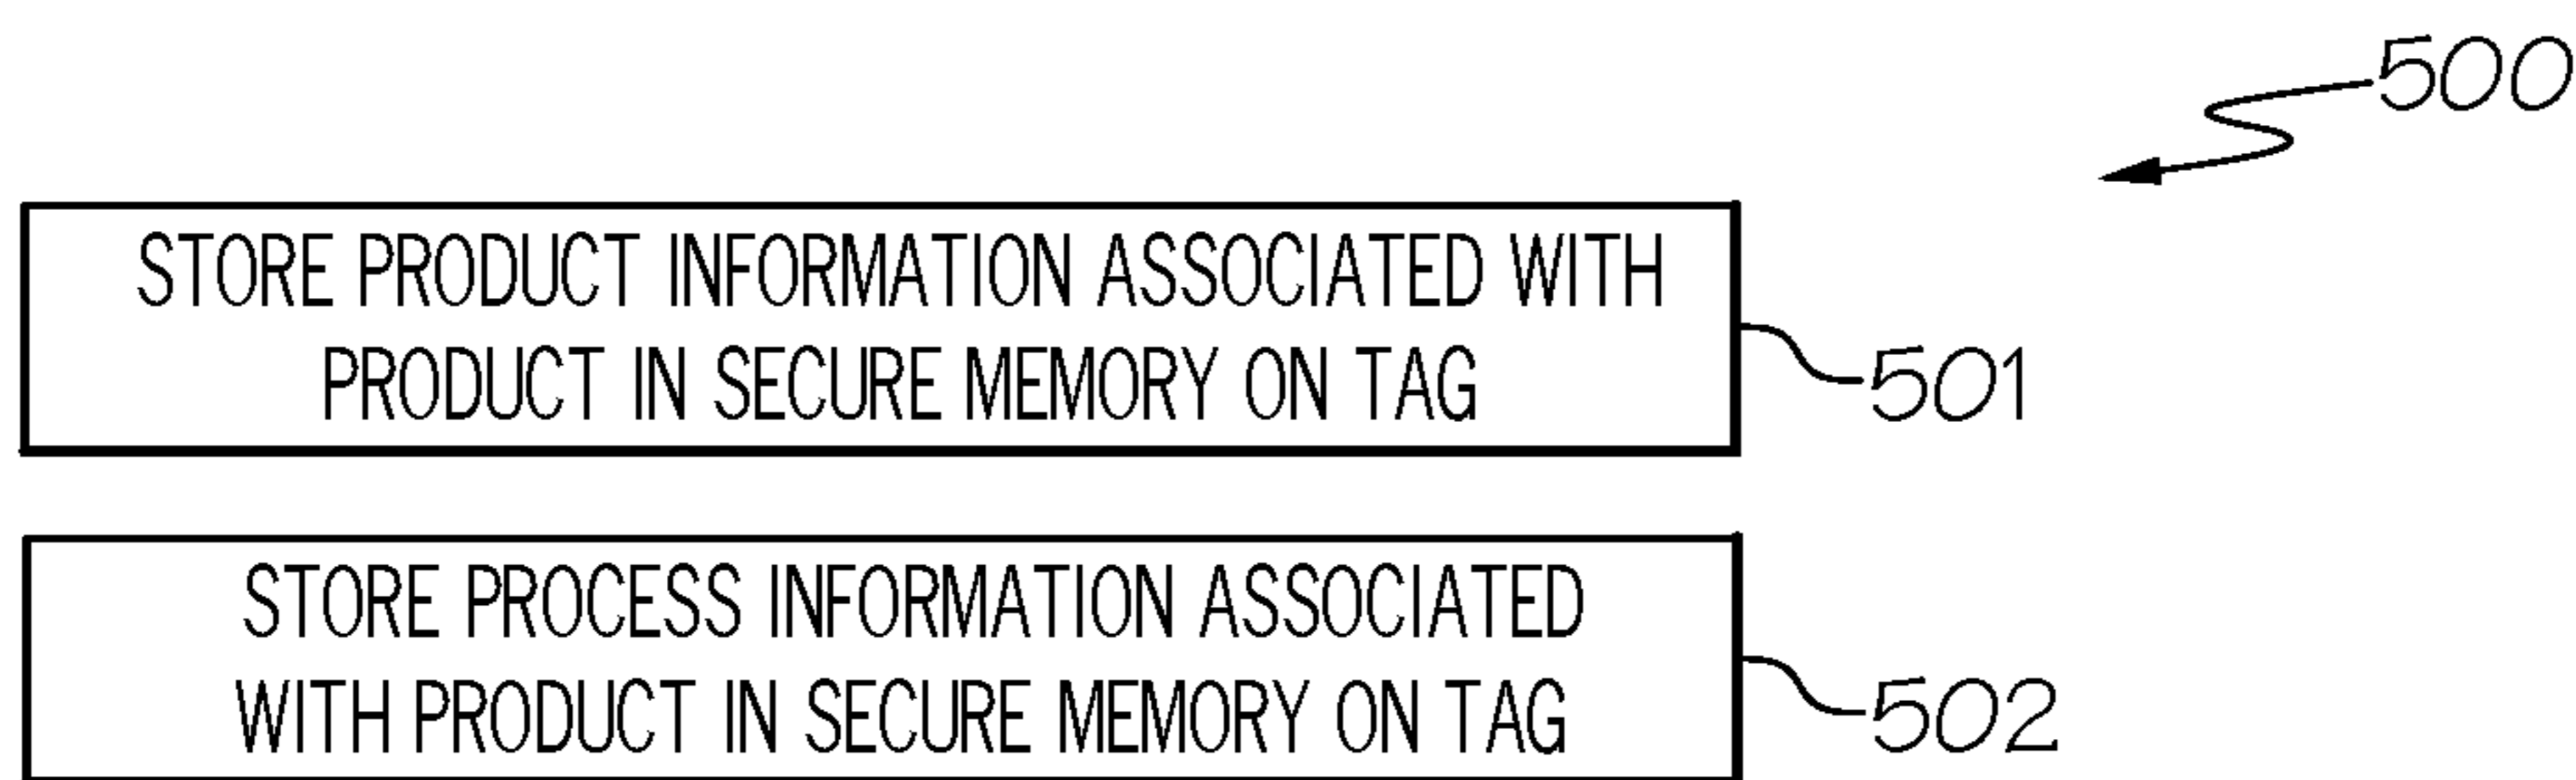 500
STORE PRODUCT INFORMATION ASSOCIATED WITH
PRODUCT IN SECURE MEMORY ON TAG
501
STORE PROCESS INFORMATION ASSOCIATED
WITH PRODUCT IN SECURE MEMORY ON TAG
502